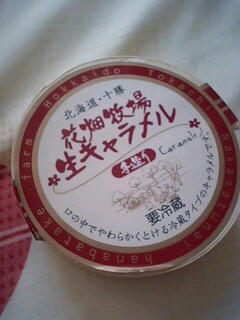 Hokkaido Tokachi Nakasatsunai
hanabatake farm
北海道・十勝
花畑牧場
生キャラメル
手造り
Caramel
要冷蔵
口の中でやわらかくとける冷蔵タイプのキャラメルです。